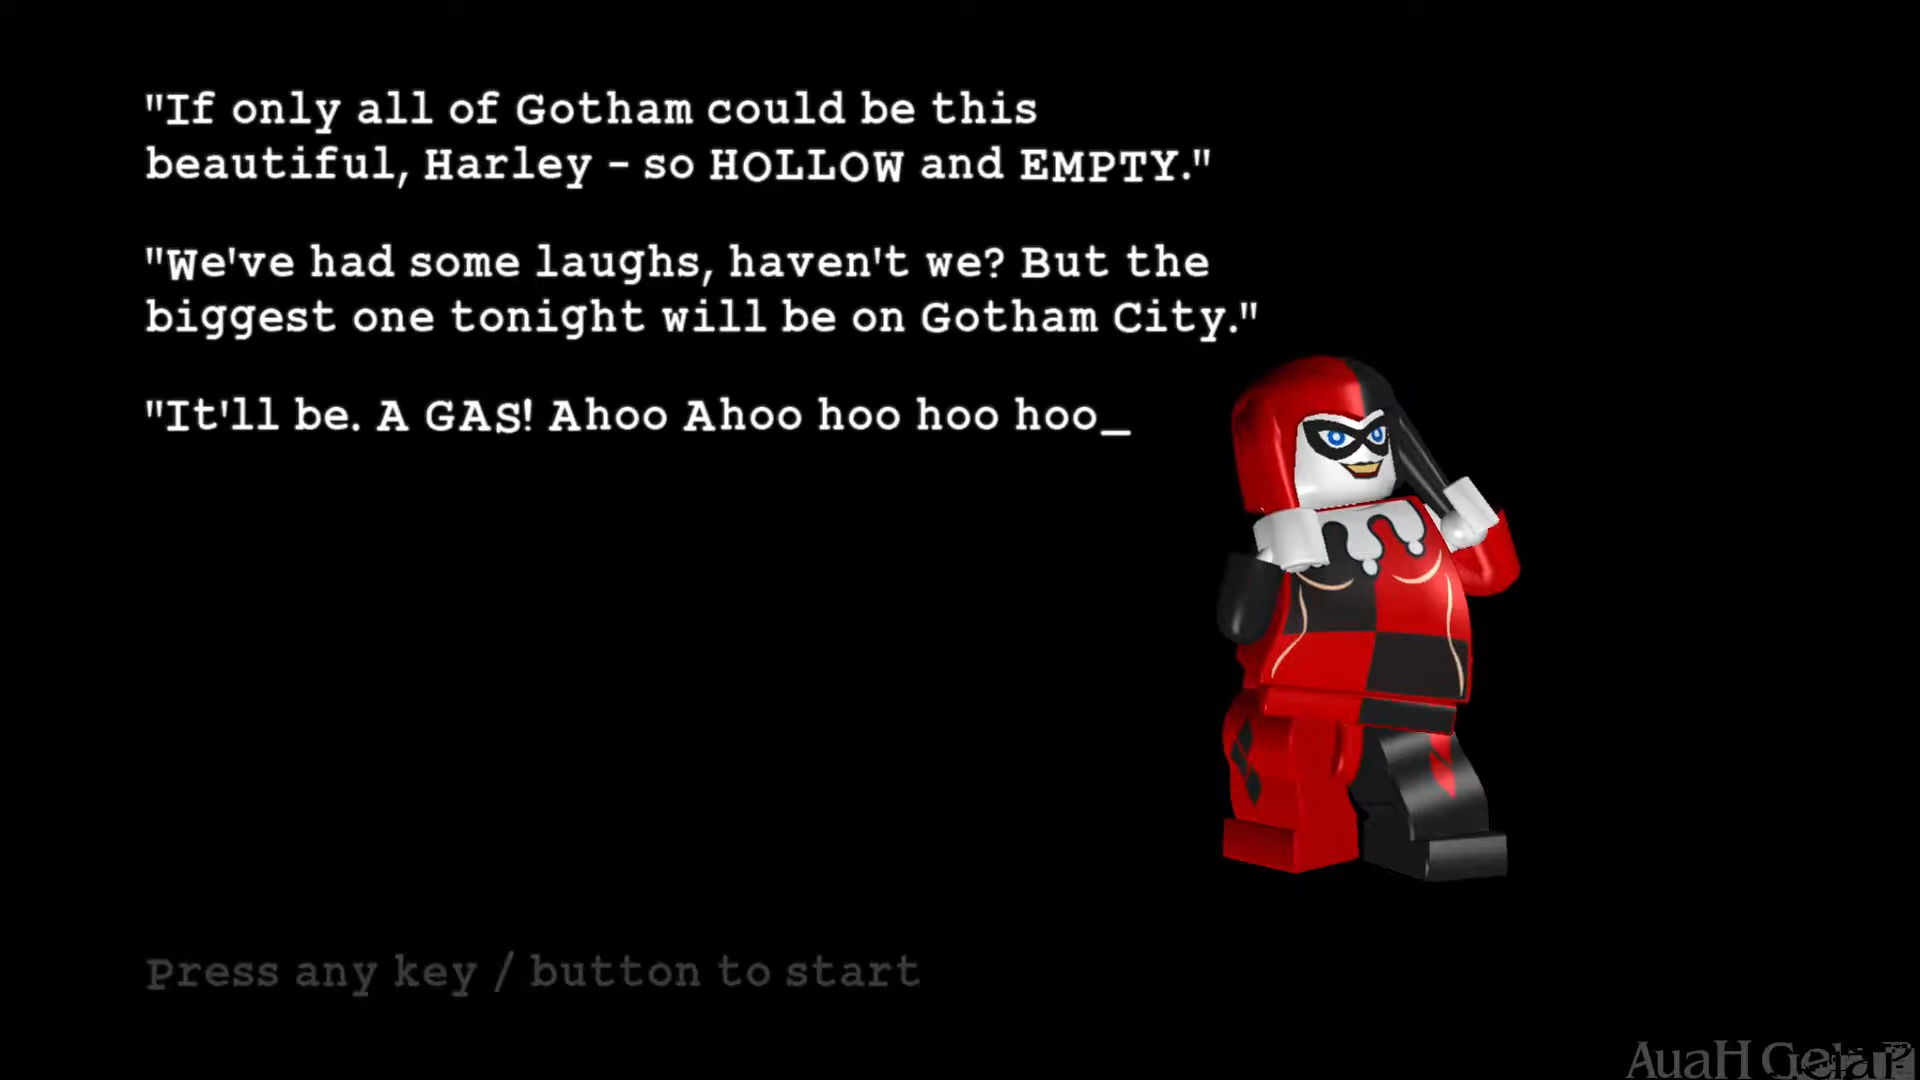 "If only all of Gotham could be this
beautiful, Harley - so HOLLOW and EMPTY."
"We've had some laughs, haven't we? But the
biggest one tonight will be on Gotham City."
"It'll be. A GAS! Ahoo Ahoo hoo hoo hoo_
Press any key / button to start
AuaH